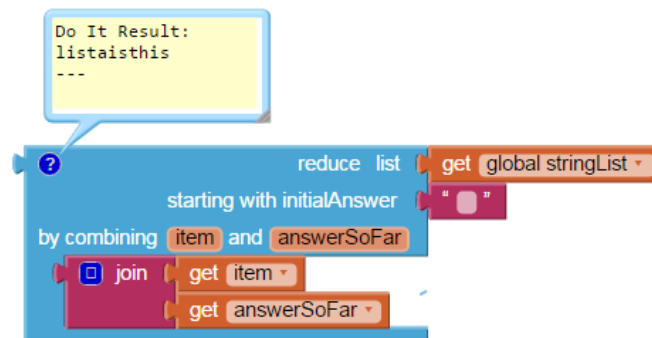 Do It Result:
listaisthis
---
? reduce list get global stringList
starting with initialAnswer " "
by combining item and answerSoFar
join get item
get answerSoFar